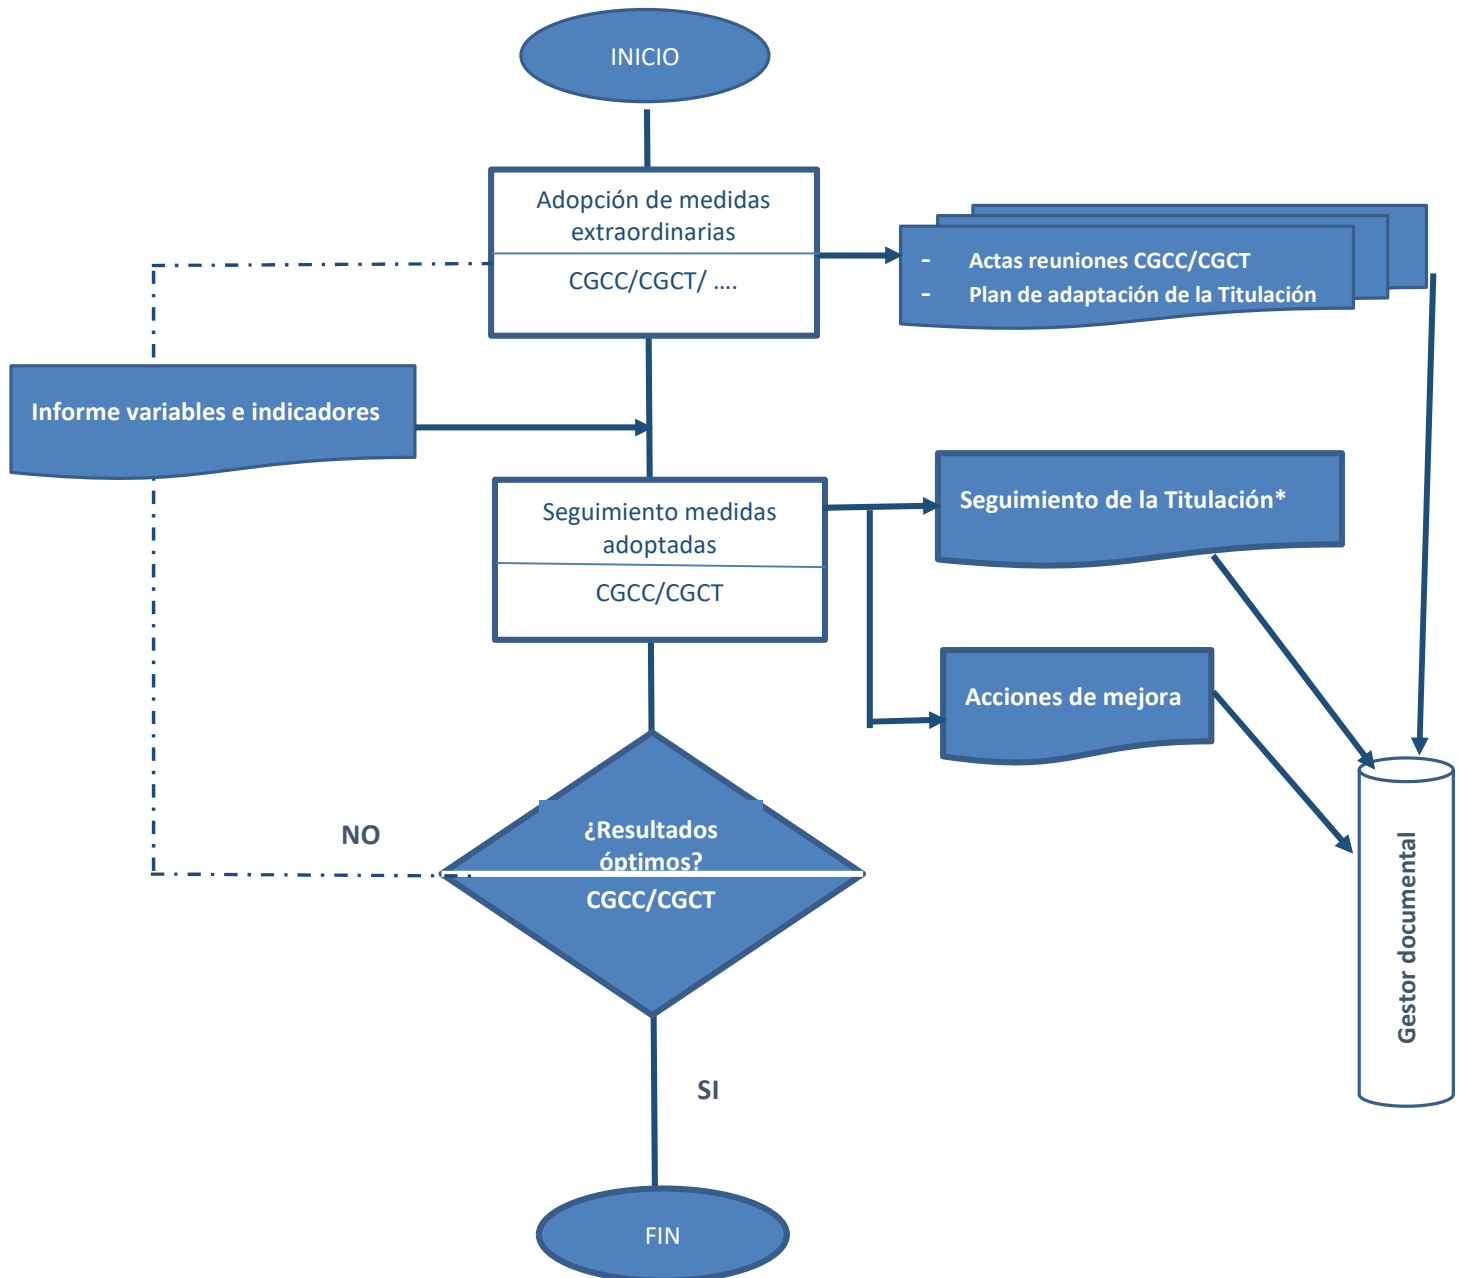 INICIO
Adopción de medidas
extraordinarias
CGCC/CGCT/ ....
- Actas reuniones CGCC/CGCT
- Plan de adaptación de la Titulación
Informe variables e indicadores
Seguimiento medidas
adoptadas
CGCC/CGCT
Seguimiento de la Titulación*
Acciones de mejora
¿Resultados
óptimos?
CGCC/CGCT
NO
SI
Gestor documental
FIN